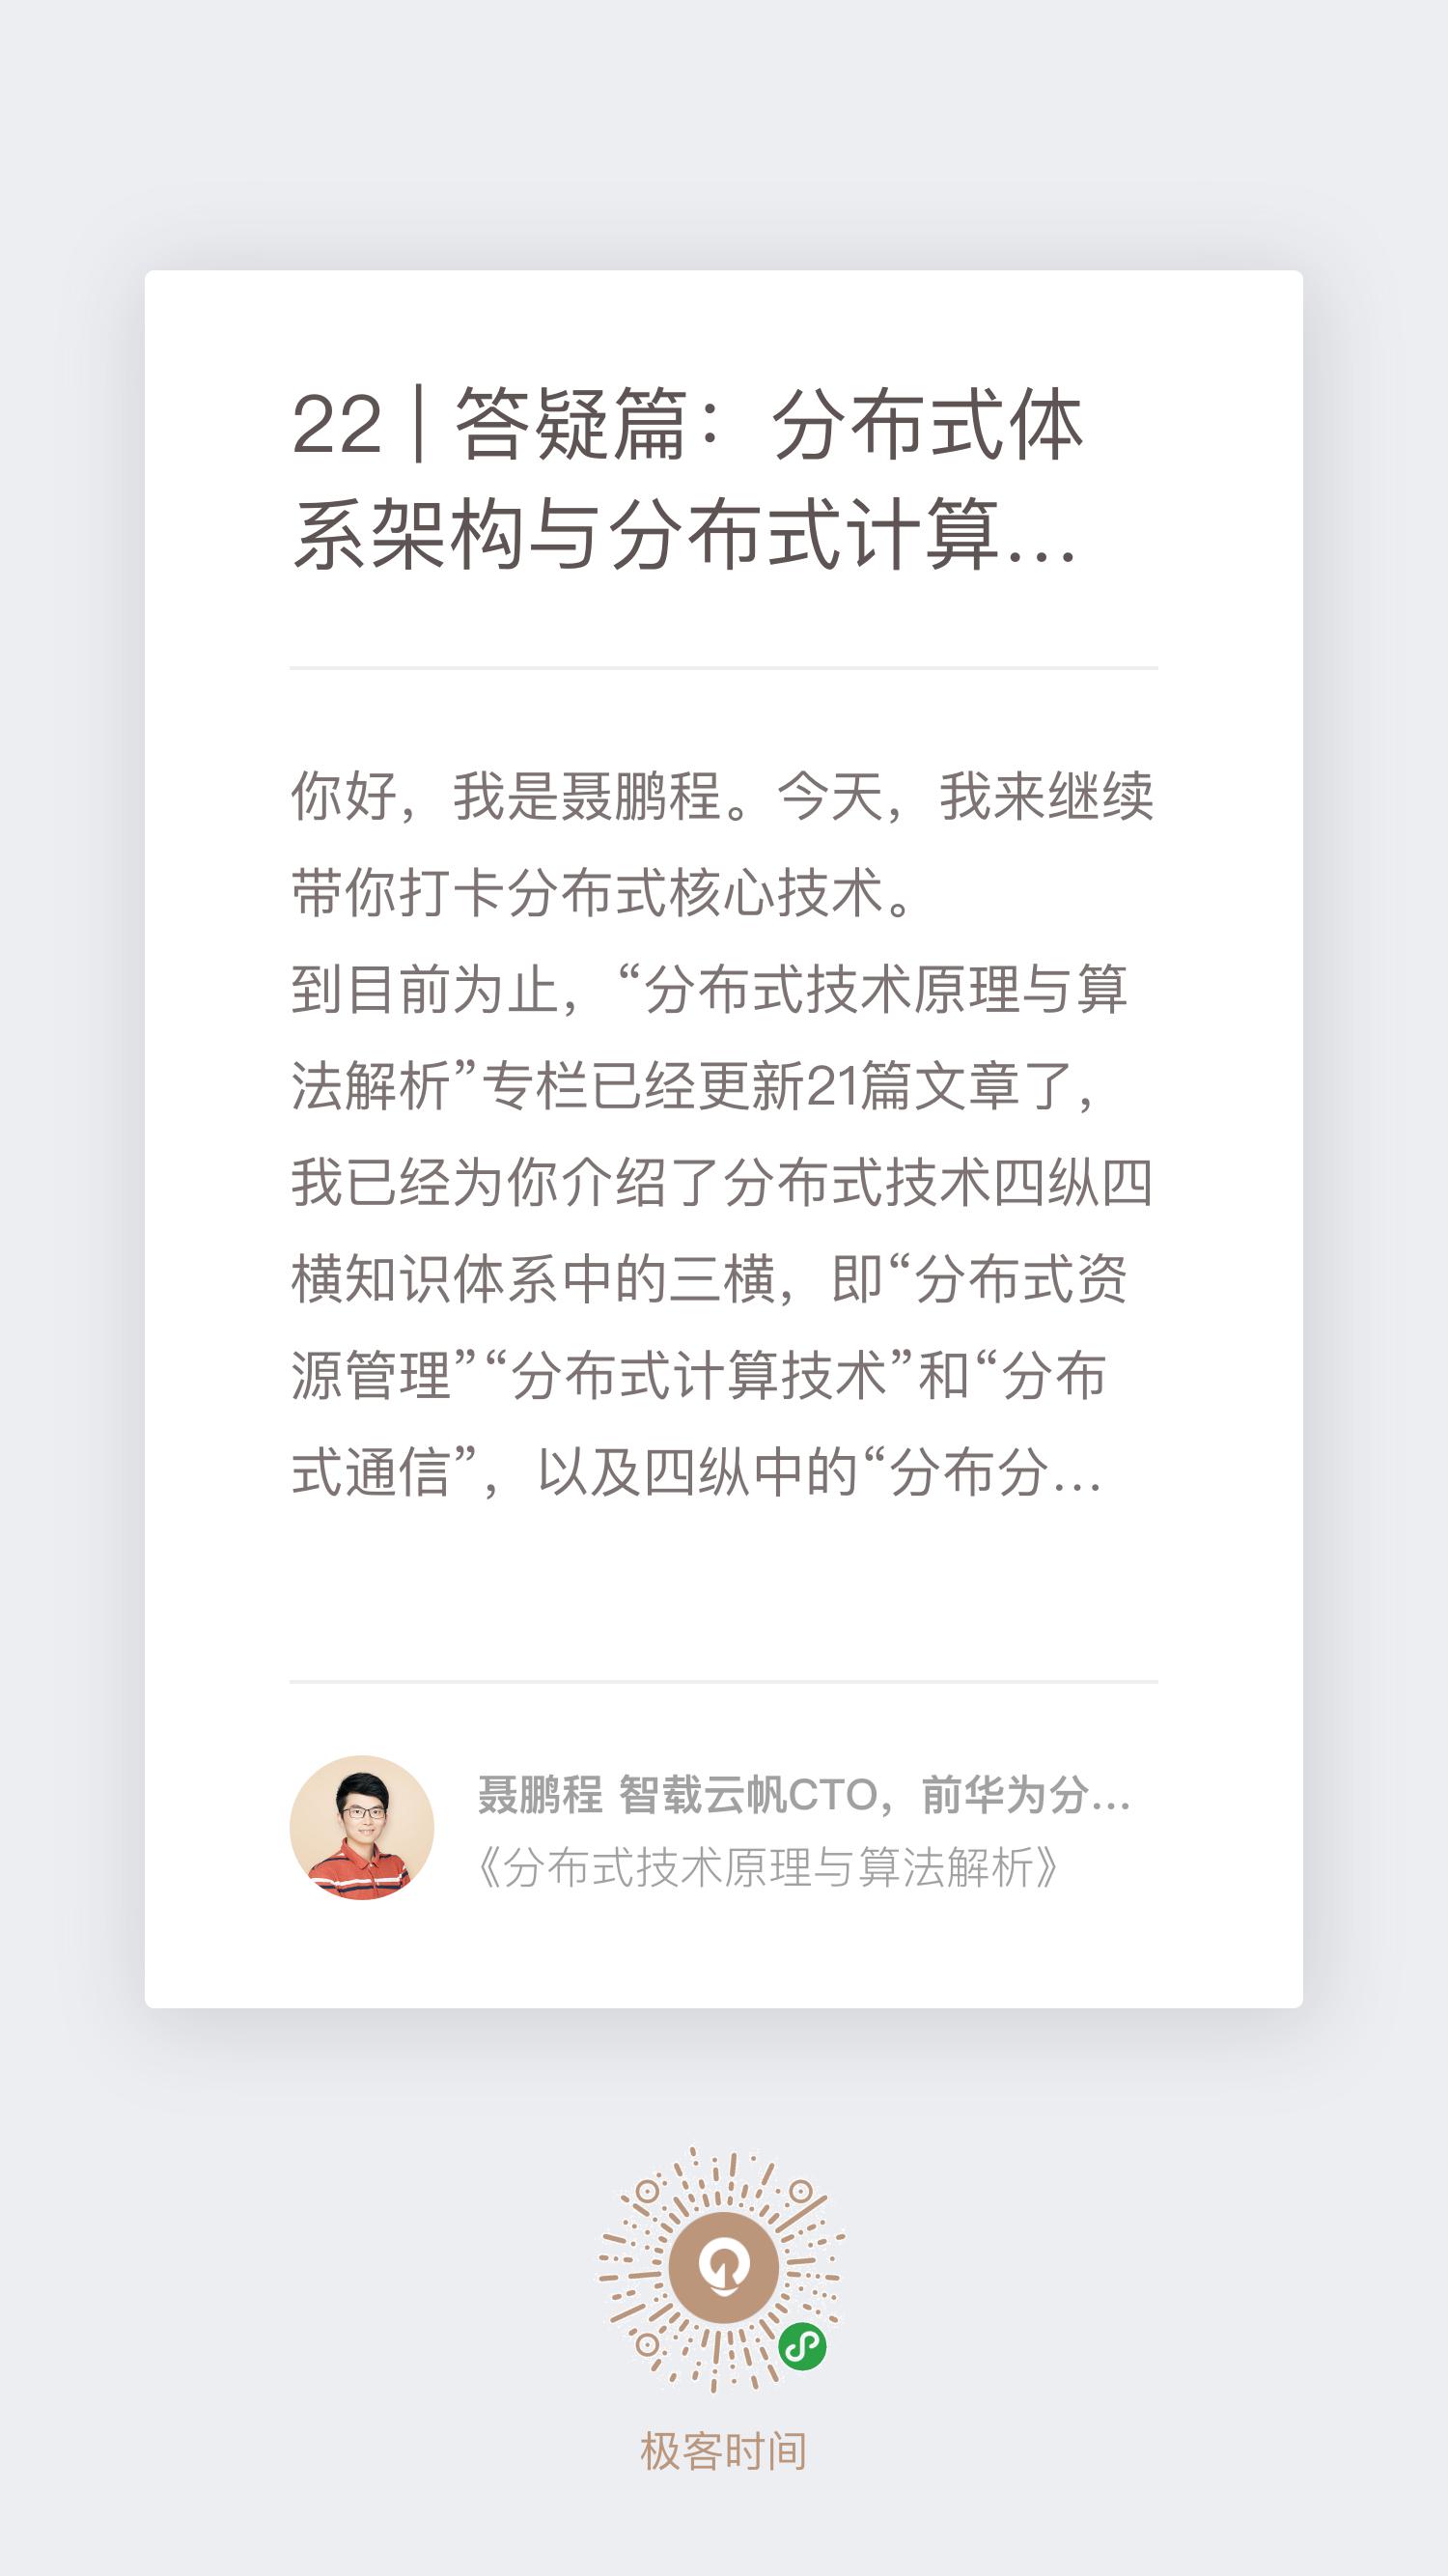 22 | 答疑篇：分布式体
系架构与分布式计算...
你好，我是聂鹏程。今天，我来继续
带你打卡分布式核心技术。
到目前为止，“分布式技术原理与算
法解析”专栏已经更新21篇文章了，
我已经为你介绍了分布式技术四纵四
横知识体系中的三横，即“分布式资
源管理”“分布式计算技术”和“分布
式通信”，以及四纵中的“分布分...
聂鹏程 智载云帆CTO，前华为分...
《分布式技术原理与算法解析》
极客时间